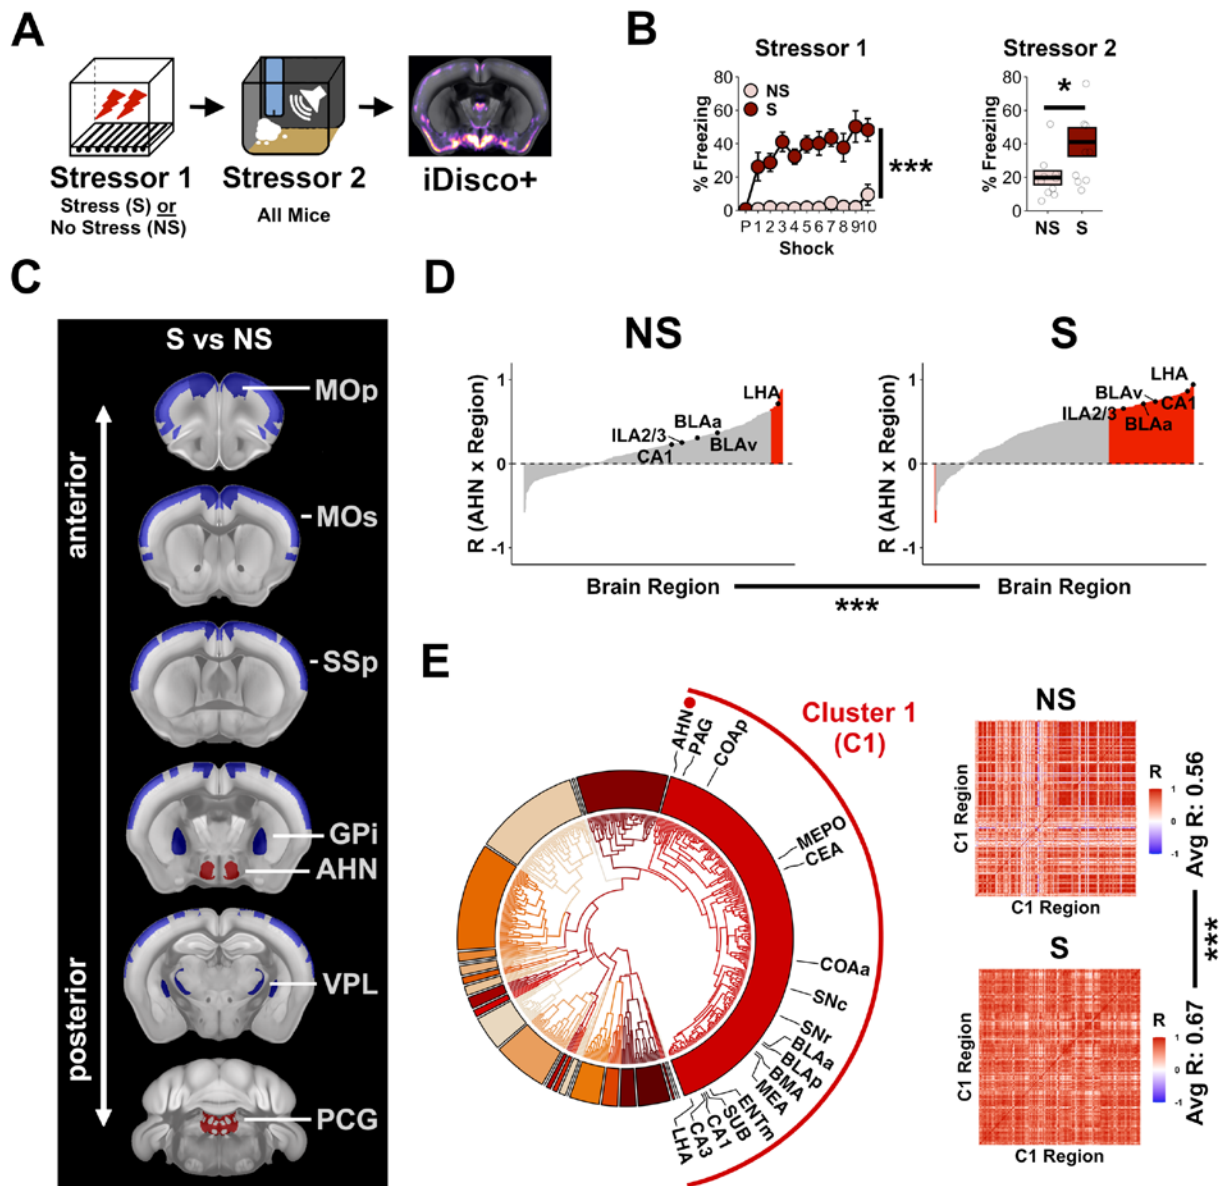 A
Stressor 1
Stress (S) or
No Stress (NS)
Stressor 2
All Mice
iDisco+
B
Stressor 1
% Freezing
80
60
40
20
0
NS
S
***
P 1 2 3 4 5 6 7 8 9 10
Shock
Stressor 2
% Freezing
80
60
40
20
0
*
NS S
C
S vs NS
anterior
posterior
MOp
MOs
SSp
GPi
AHN
VPL
PCG
D
NS
R (AHN x Region)
1
0
-1
LHA
BLAa
ILA2/3
CA1
BLAv
Brain Region
***
S
R (AHN x Region)
1
0
-1
LHA
BLAv
ILA2/3
CA1
BLAa
Brain Region
E
Cluster 1
(C1)
AHN
PAG
COAp
MEPO
CEA
COAa
SNc
SNr
BLAa
BLAp
BMA
MEA
ENTm
SUB
CA1
CA3
LHA
NS
C1 Region
C1 Region
R
1
0
-1
Avg R: 0.56
***
S
C1 Region
C1 Region
R
1
0
-1
Avg R: 0.67